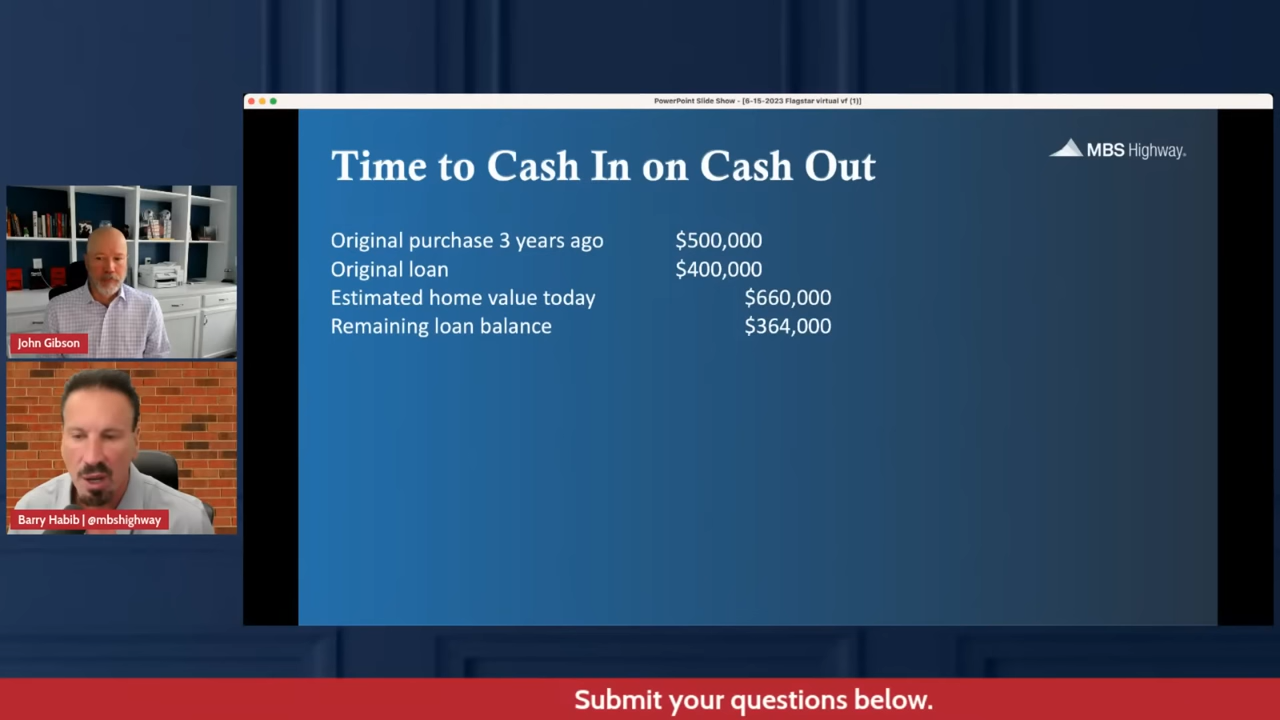 PowerPoint Slide Show - [6-15-2023 Flagstar virtual vf (1)]
MBS Highway.
Time to Cash In on Cash Out
Original purchase 3 years ago $500,000
Original loan $400,000
Estimated home value today $660,000
Remaining loan balance $364,000
John Gibson
Barry Habib | @mbshighway
Submit your questions below.